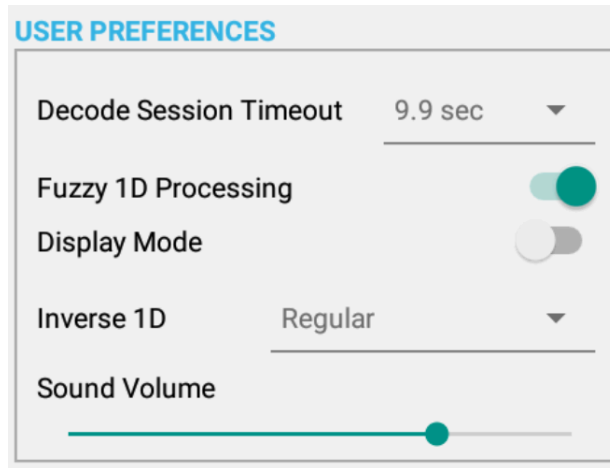 USER PREFERENCES
Decode Session Timeout 9.9 sec
Fuzzy 1D Processing
Display Mode
Inverse 1D Regular
Sound Volume